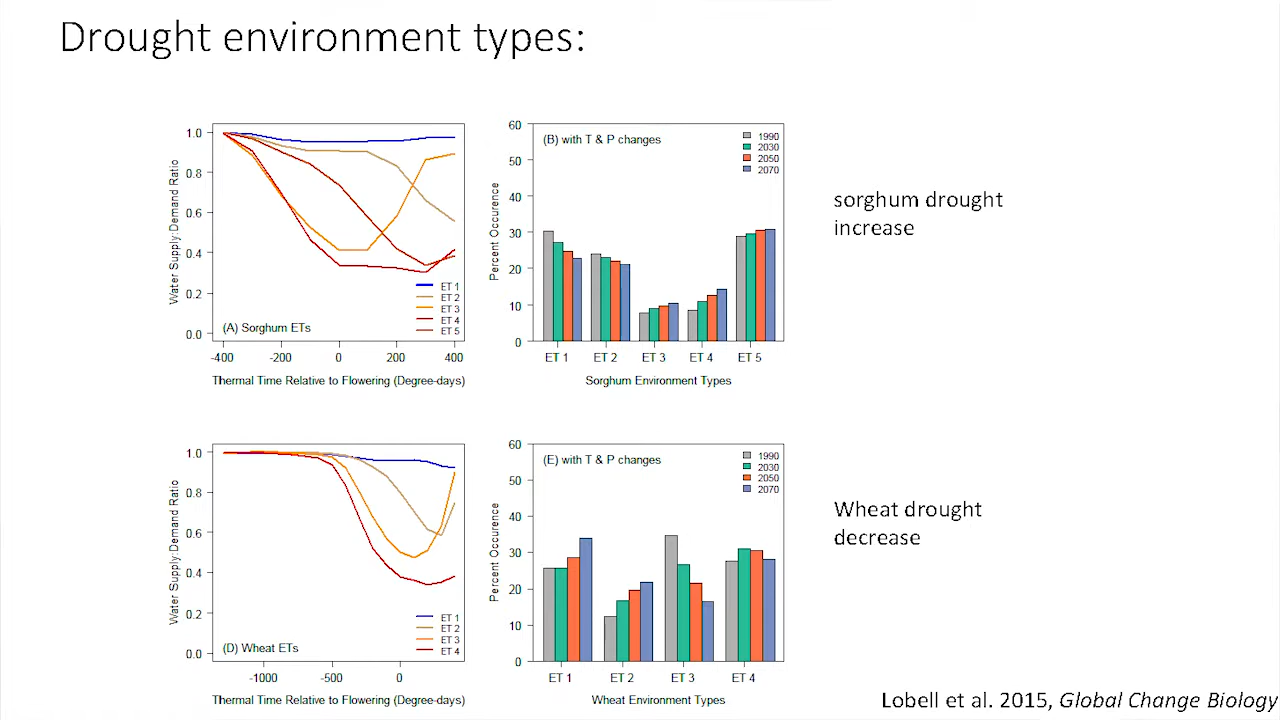 Drought environment types:
1.0
0.8
0.6
0.4
0.2
0.0
Water Supply:Demand Ratio
ET 1
ET 2
ET 3
ET 4
ET 5
(A) Sorghum ETs
-400
-200
0
200
400
Thermal Time Relative to Flowering (Degree-days)
60
50
40
30
20
10
0
Percent Occurence
(B) with T & P changes
1990
2030
2050
2070
ET 1
ET 2
ET 3
ET 4
ET 5
Sorghum Environment Types
sorghum drought
increase
1.0
0.8
0.6
0.4
0.2
0.0
Water Supply:Demand Ratio
ET 1
ET 2
ET 3
ET 4
(D) Wheat ETs
-1000
-500
0
Thermal Time Relative to Flowering (Degree-days)
60
50
40
30
20
10
0
Percent Occurence
(E) with T & P changes
1990
2030
2050
2070
ET 1
ET 2
ET 3
ET 4
Wheat Environment Types
Wheat drought
decrease
Lobell et al. 2015, Global Change Biology